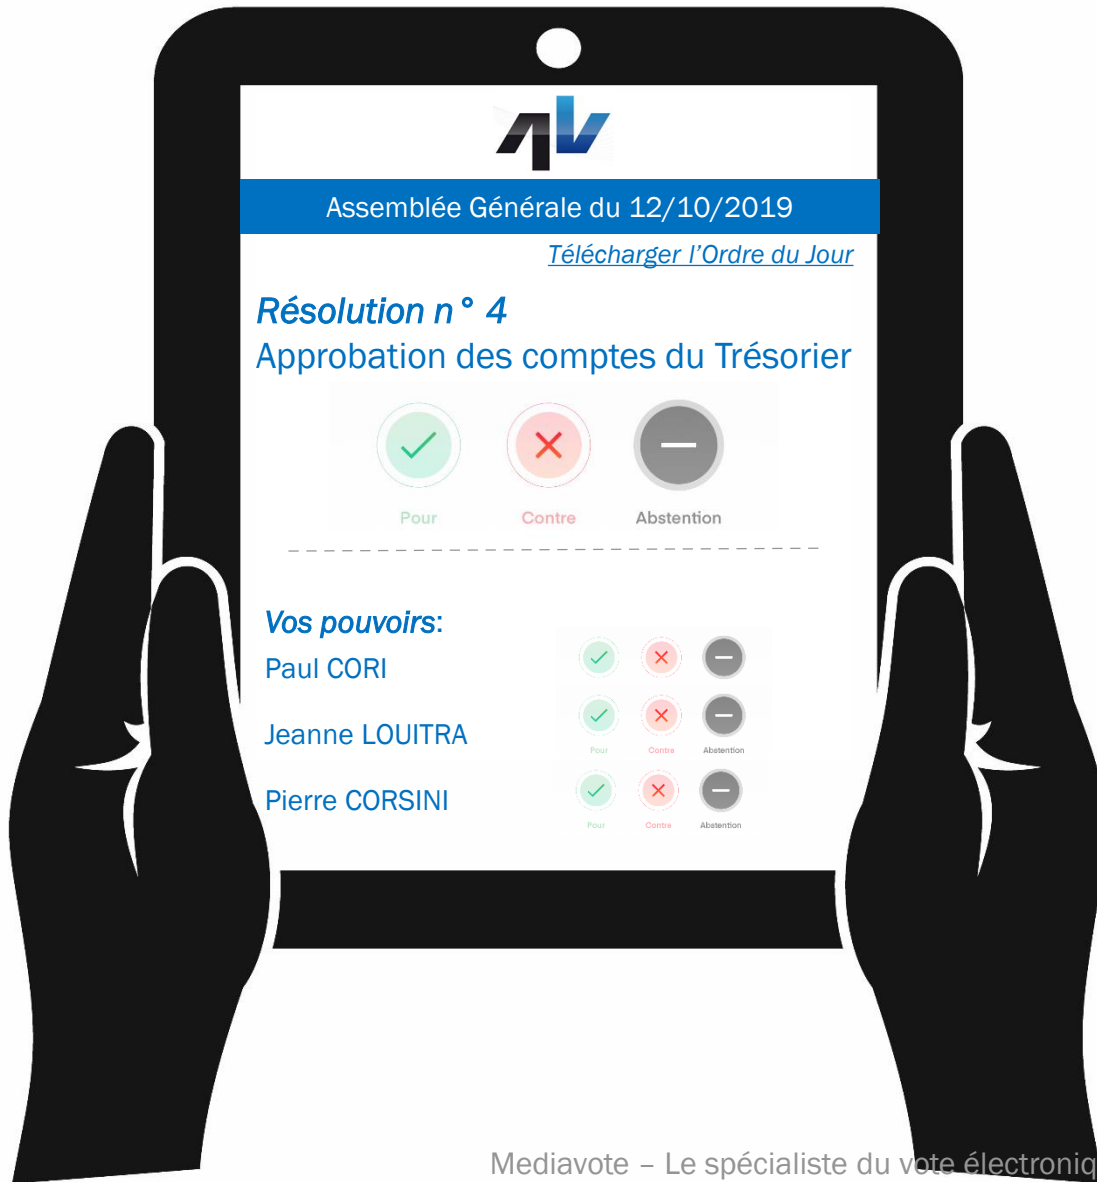 Assemblée Générale du 12/10/2019
Télécharger l'Ordre du Jour
Résolution n° 4
Approbation des comptes du Trésorier
Pour Contre Abstention
Vos pouvoirs:
Paul CORI
Jeanne LOUITRA
Pour Contre Abstention
Pierre CORSINI
Pour Contre Abstention
Mediavote – Le spécialiste du vote électroniq